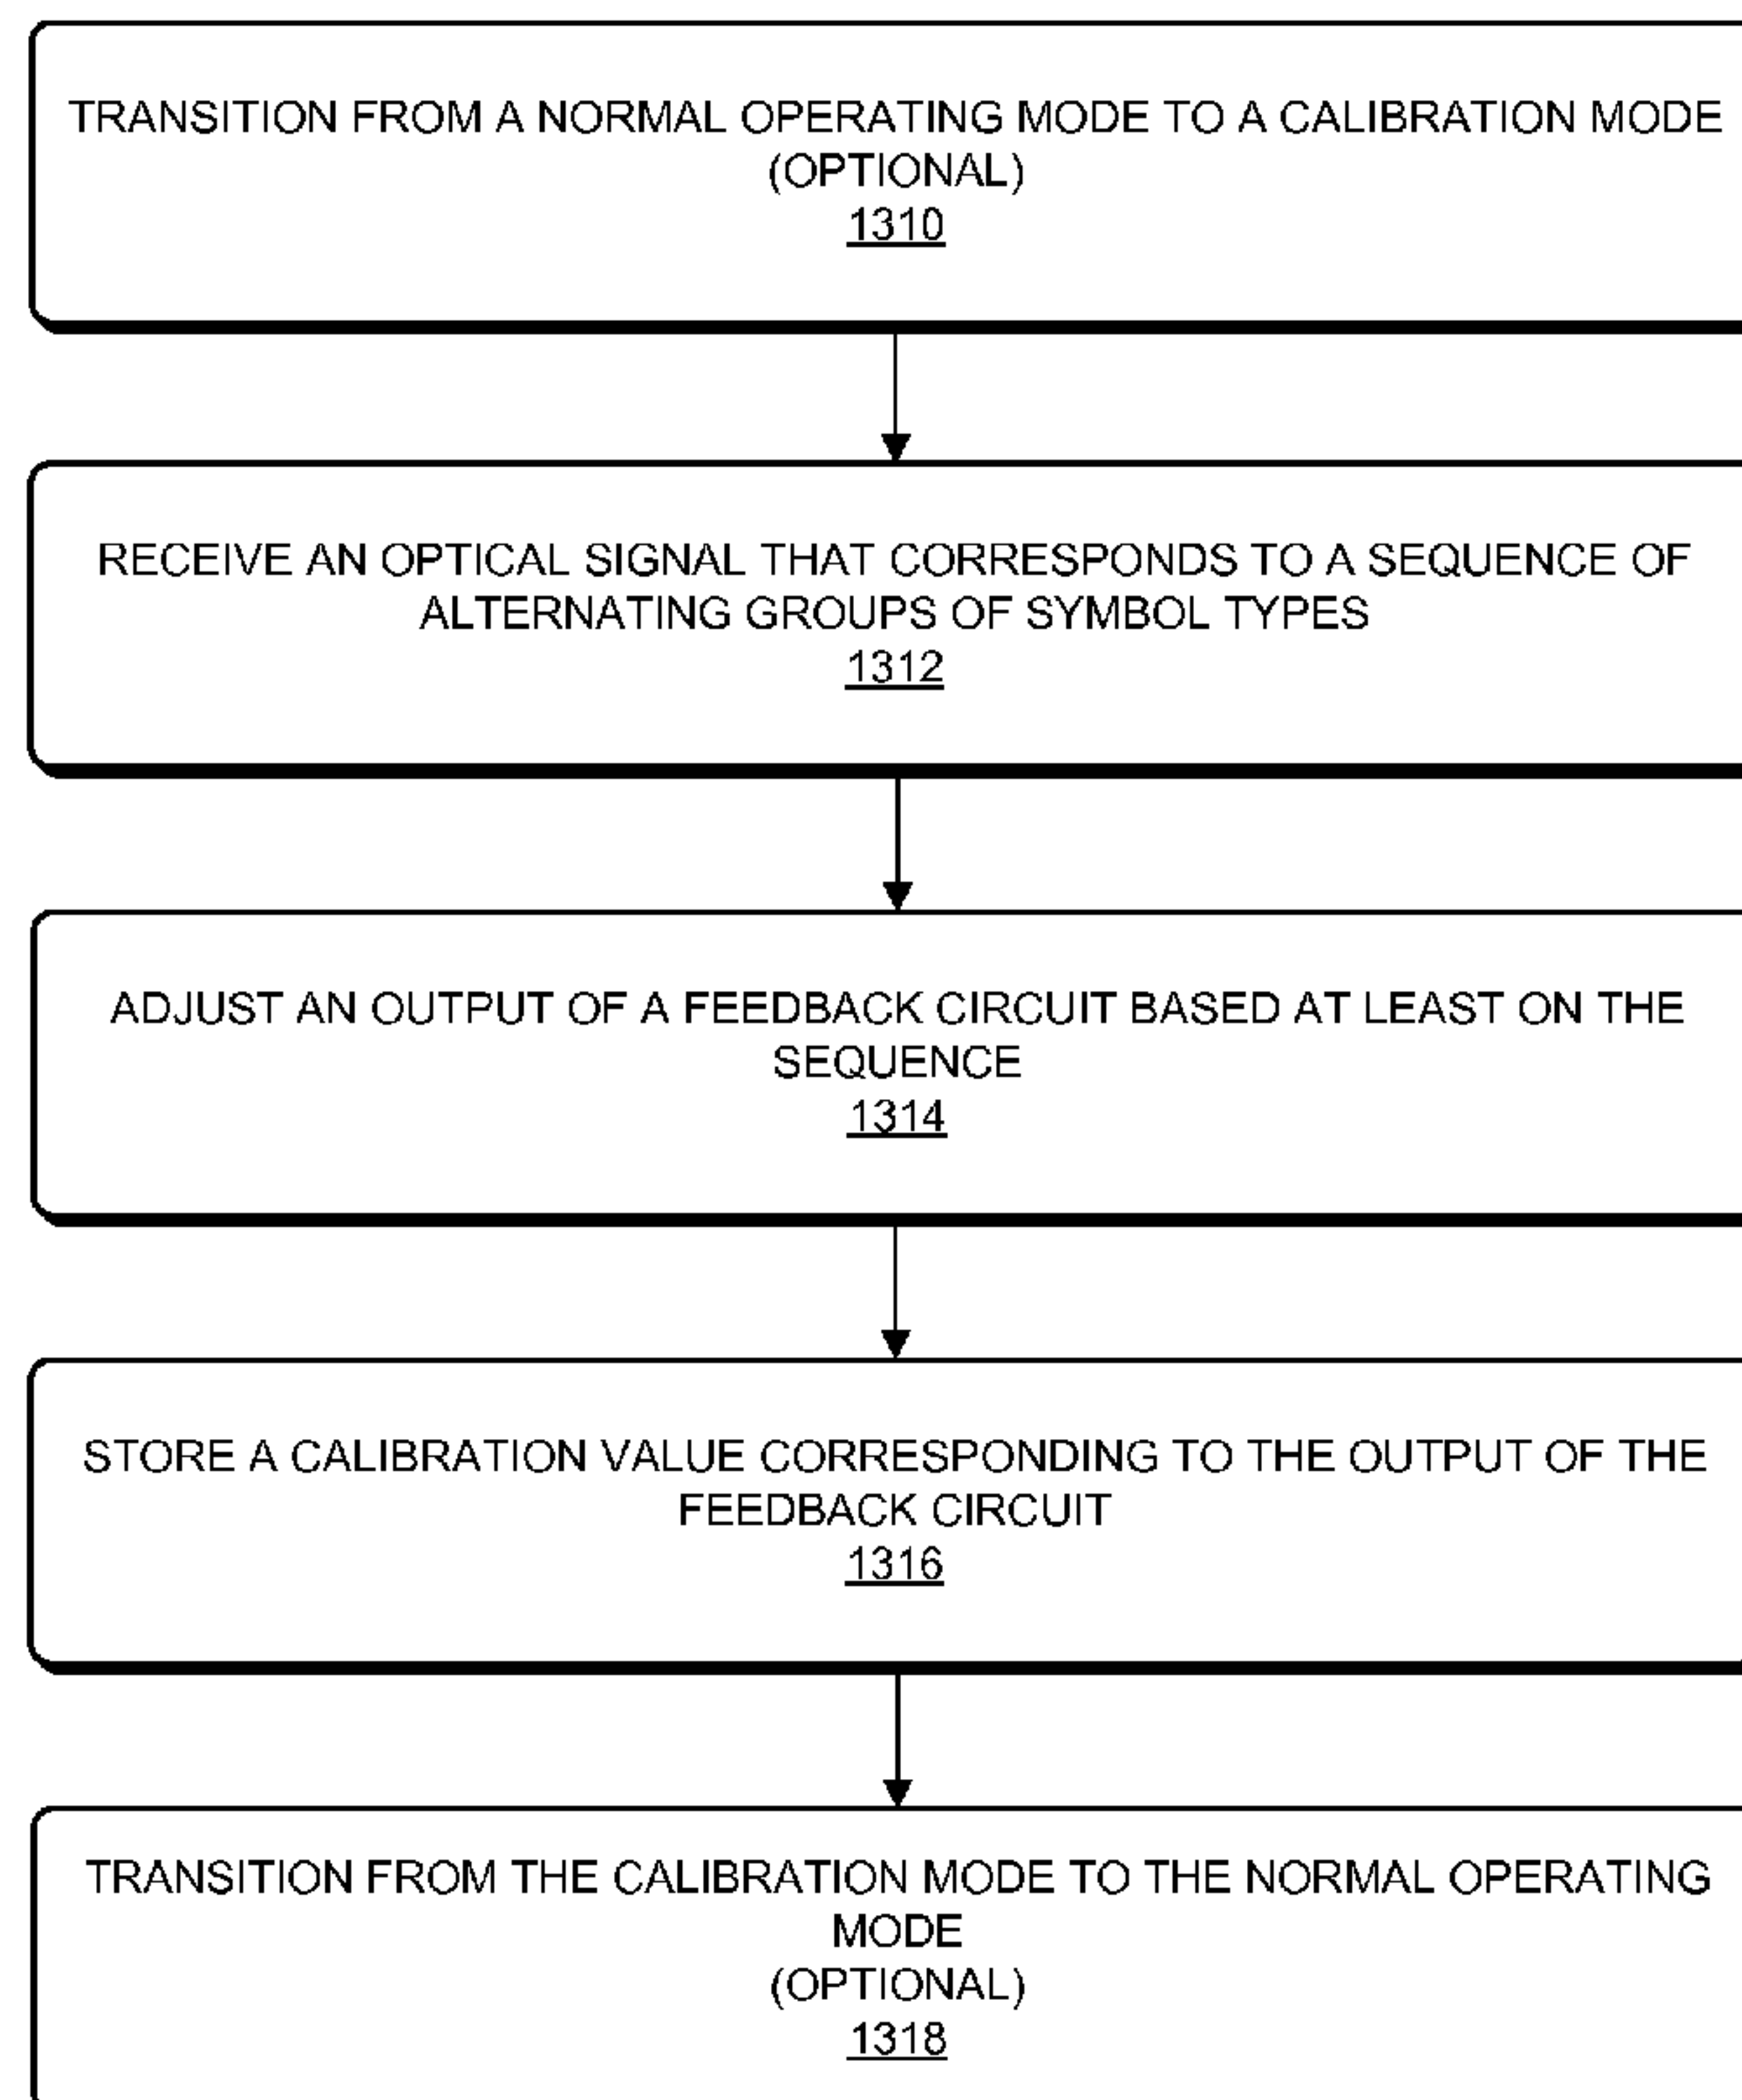 TRANSITION FROM A NORMAL OPERATING MODE TO A CALIBRATION MODE
(OPTIONAL)
1310
RECEIVE AN OPTICAL SIGNAL THAT CORRESPONDS TO A SEQUENCE OF
ALTERNATING GROUPS OF SYMBOL TYPES
1312
ADJUST AN OUTPUT OF A FEEDBACK CIRCUIT BASED AT LEAST ON THE
SEQUENCE
1314
STORE A CALIBRATION VALUE CORRESPONDING TO THE OUTPUT OF THE
FEEDBACK CIRCUIT
1316
TRANSITION FROM THE CALIBRATION MODE TO THE NORMAL OPERATING
MODE
(OPTIONAL)
1318